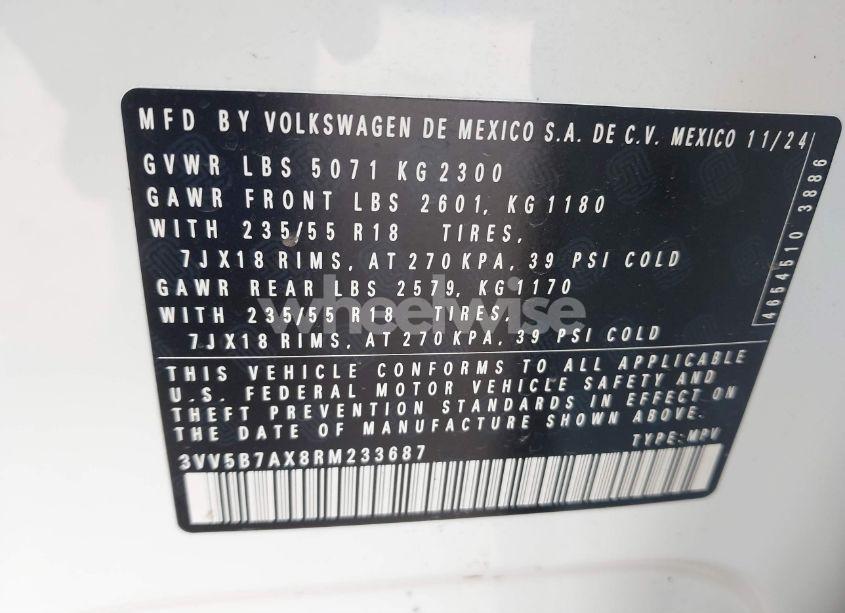 MFD BY VOLKSWAGEN DE MEXICO S.A. DE C.V. MEXICO 11/24
GVWR LBS 5071 KG 2300
GAWR FRONT LBS 2601, KG 1180
WITH 235/55 R18 TIRES,
7JX18 RIMS, AT 270 KPA, 39 PSI COLD
GAWR REAR LBS 2579, KG 1170
WITH 235/55 R18 TIRES,
7JX18 RIMS, AT 270 KPA, 39 PSI COLD
4654510 3886
wheelwise
THIS VEHICLE CONFORMS TO ALL APPLICABLE
U.S. FEDERAL MOTOR VEHICLE SAFETY AND
THEFT PREVENTION STANDARDS IN EFFECT ON
THE DATE OF MANUFACTURE SHOWN ABOVE.
TYPE: MPV
3VV5B7AX8RM233687